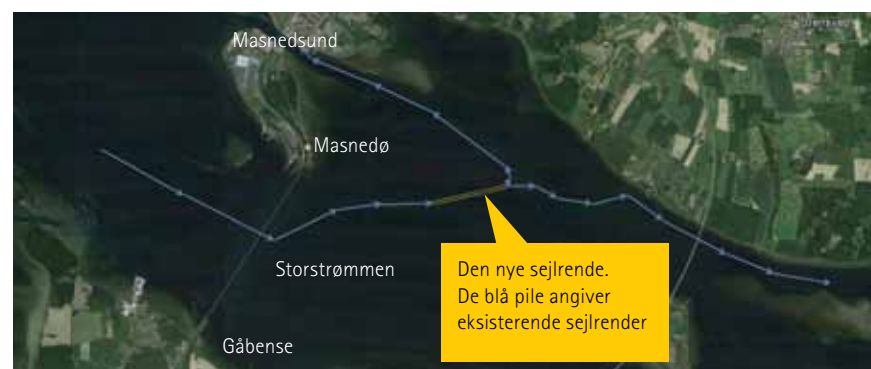 Masnedsund
Masnedø
Storstrømmen
Den nye sejlrende.
De blå pile angiver
eksisterende sejlrender
Gåbense